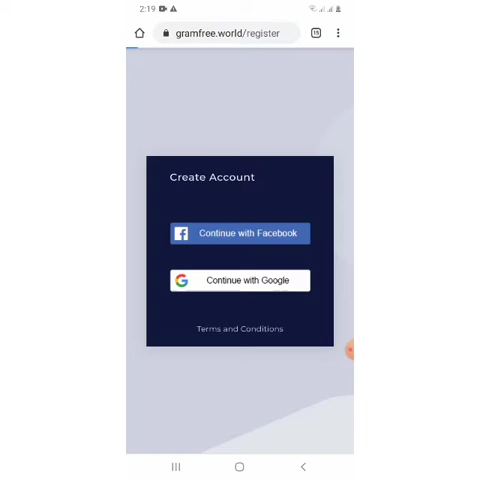 2:19
gramfree.world/register
15
Create Account
Continue with Facebook
Continue with Google
Terms and Conditions